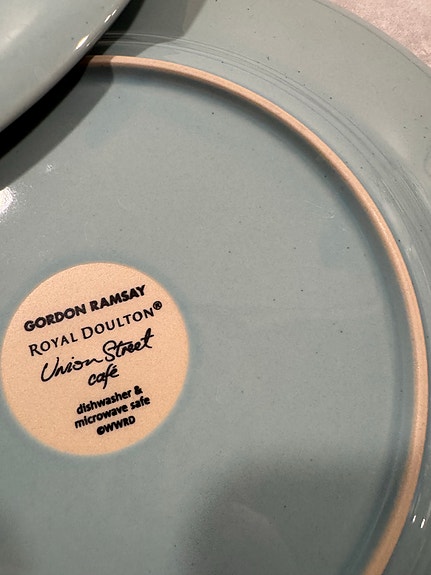 GORDON RAMSAY
ROYAL DOULTON®
Union Street
café
dishwasher &
microwave safe
©WWRD